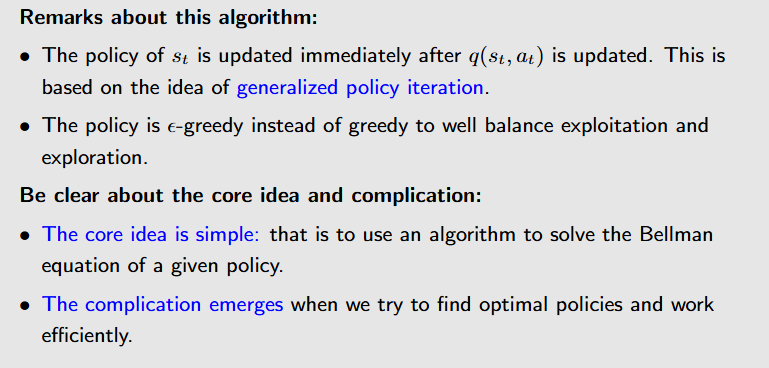 Remarks about this algorithm:
• The policy of sₜ is updated immediately after q(sₜ, aₜ) is updated. This is
based on the idea of generalized policy iteration.
• The policy is ϵ-greedy instead of greedy to well balance exploitation and
exploration.
Be clear about the core idea and complication:
• The core idea is simple: that is to use an algorithm to solve the Bellman
equation of a given policy.
• The complication emerges when we try to find optimal policies and work
efficiently.